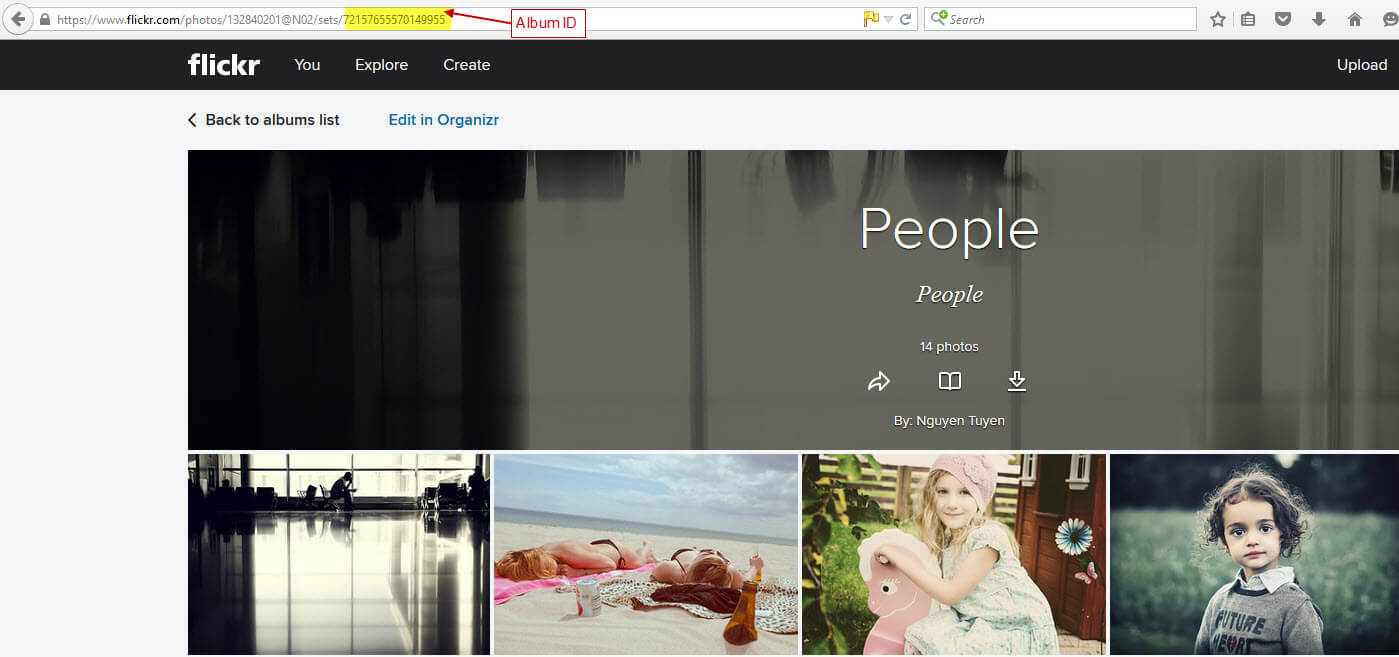 https://www.flickr.com/photos/132840201@N02/sets/72157655570149955
Album ID
Search
flickr You Explore Create Upload
Back to albums list Edit in Organizr
People
People
14 photos
By: Nguyen Tuyen
FUTURE
HEART